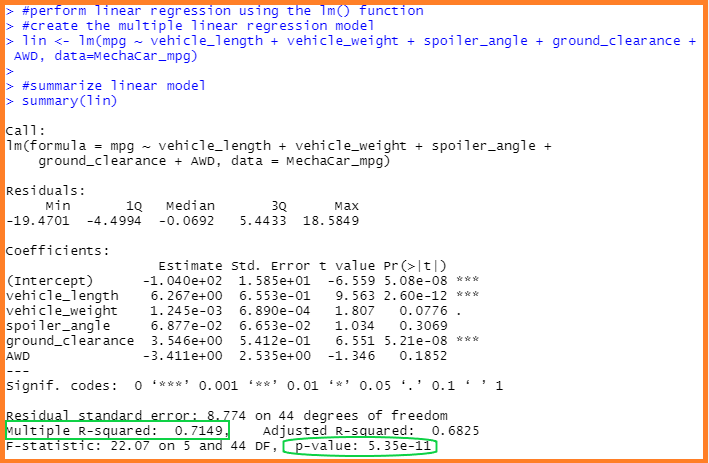 > #perform linear regression using the lm() function
> #create the multiple linear regression model
> lin <- lm(mpg ~ vehicle_length + vehicle_weight + spoiler_angle + ground_clearance +
 AWD, data=MechaCar_mpg)
>
> #summarize linear model
> summary(lin)

Call:
lm(formula = mpg ~ vehicle_length + vehicle_weight + spoiler_angle +
    ground_clearance + AWD, data = MechaCar_mpg)

Residuals:
     Min       1Q   Median       3Q      Max
-19.4701  -4.4994  -0.0692   5.4433  18.5849

Coefficients:
                   Estimate Std. Error t value Pr(>|t|)
(Intercept)      -1.040e+02  1.585e+01  -6.559 5.08e-08 ***
vehicle_length    6.267e+00  6.553e-01   9.563 2.60e-12 ***
vehicle_weight    1.245e-03  6.890e-04   1.807   0.0776 .
spoiler_angle     6.877e-02  6.653e-02   1.034   0.3069
ground_clearance  3.546e+00  5.412e-01   6.551 5.21e-08 ***
AWD              -3.411e+00  2.535e+00  -1.346   0.1852
---
Signif. codes:  0 ‘***’ 0.001 ‘**’ 0.01 ‘*’ 0.05 ‘.’ 0.1 ‘ ’ 1

Residual standard error: 8.774 on 44 degrees of freedom
Multiple R-squared:  0.7149,    Adjusted R-squared:  0.6825
F-statistic: 22.07 on 5 and 44 DF,  p-value: 5.35e-11